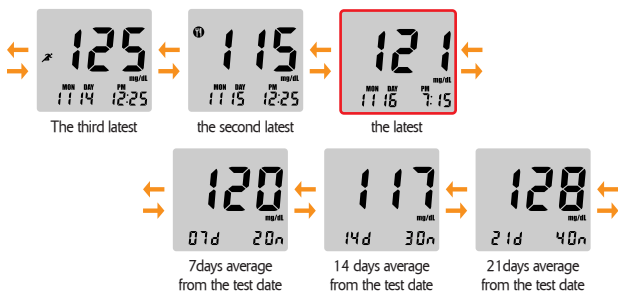 125
mg/dL
MON DAY PM
11 14 12:25
The third latest
115
mg/dL
MON DAY PM
11 15 12:25
the second latest
121
mg/dL
MON DAY PM
11 16 7:15
the latest
120
mg/dL
07d 20n
7days average
from the test date
117
mg/dL
14d 30n
14 days average
from the test date
128
mg/dL
21d 40n
21days average
from the test date